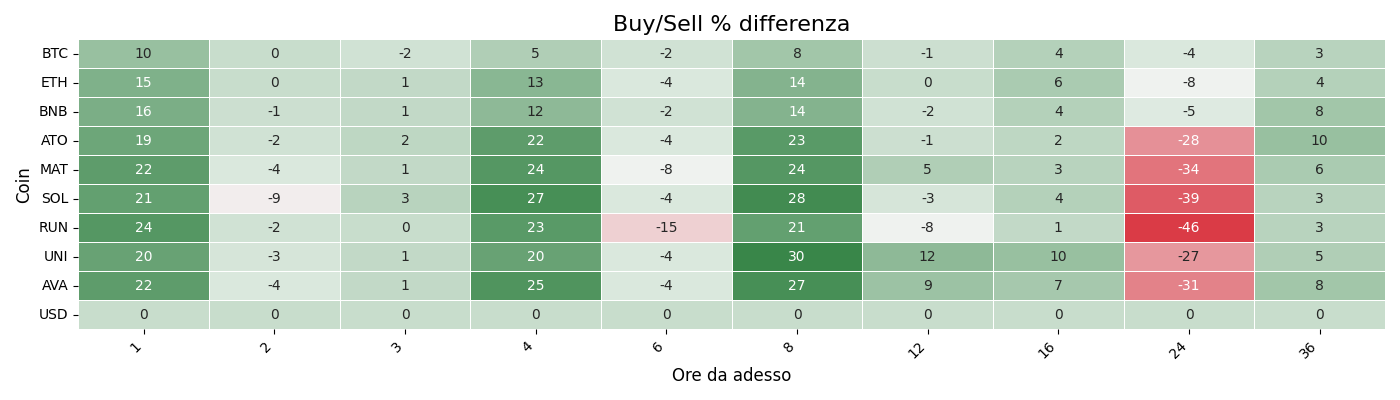 Buy/Sell % differenza
Coin
BTC 10 0 -2 5 -2 8 -1 4 -4 3
ETH 15 0 1 13 -4 14 0 6 -8 4
BNB 16 -1 1 12 -2 14 -2 4 -5 8
ATO 19 -2 2 22 -4 23 -1 2 -28 10
MAT 22 -4 1 24 -8 24 5 3 -34 6
SOL 21 -9 3 27 -4 28 -3 4 -39 3
RUN 24 -2 0 23 -15 21 -8 1 -46 3
UNI 20 -3 1 20 -4 30 12 10 -27 5
AVA 22 -4 1 25 -4 27 9 7 -31 8
USD 0 0 0 0 0 0 0 0 0 0
1 2 3 4 6 8 12 16 24 36
Ore da adesso